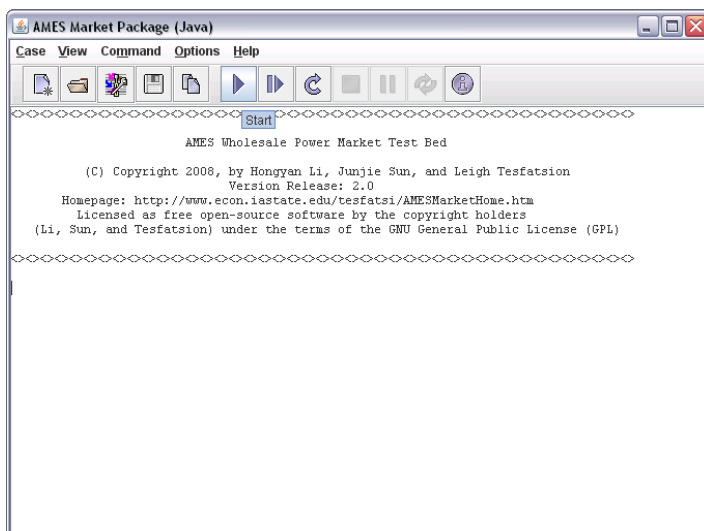 AMES Market Package (Java)
Case View Command Options Help
Start
AMES Wholesale Power Market Test Bed
(C) Copyright 2008, by Hongyan Li, Junjie Sun, and Leigh Tesfatsion
Version Release: 2.0
Homepage: http://www.econ.iastate.edu/tesfatsi/AMESMarketHome.htm
Licensed as free open-source software by the copyright holders
(Li, Sun, and Tesfatsion) under the terms of the GNU General Public License (GPL)